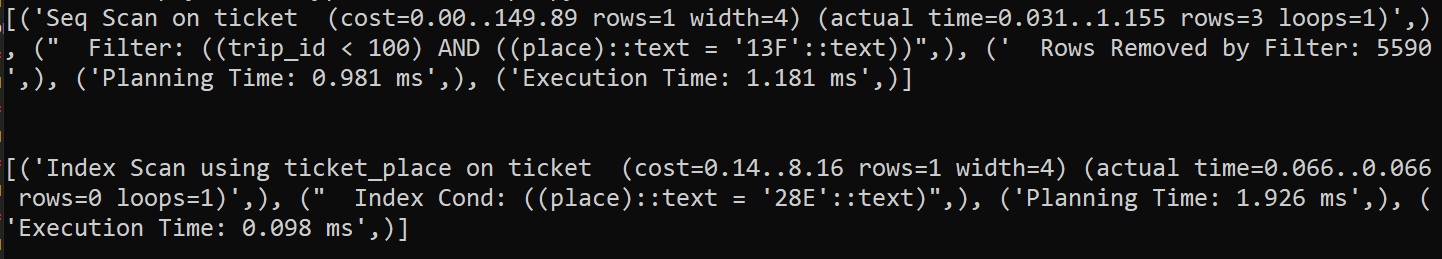 [('Seq Scan on ticket  (cost=0.00..149.89 rows=1 width=4) (actual time=0.031..1.155 rows=3 loops=1)',)
, ("  Filter: ((trip_id < 100) AND ((place)::text = '13F'::text))",), ('  Rows Removed by Filter: 5590
',), ('Planning Time: 0.981 ms',), ('Execution Time: 1.181 ms',)]
[('Index Scan using ticket_place on ticket  (cost=0.14..8.16 rows=1 width=4) (actual time=0.066..0.066
 rows=0 loops=1)',), ("  Index Cond: ((place)::text = '28E'::text)",), ('Planning Time: 1.926 ms',), (
'Execution Time: 0.098 ms',)]